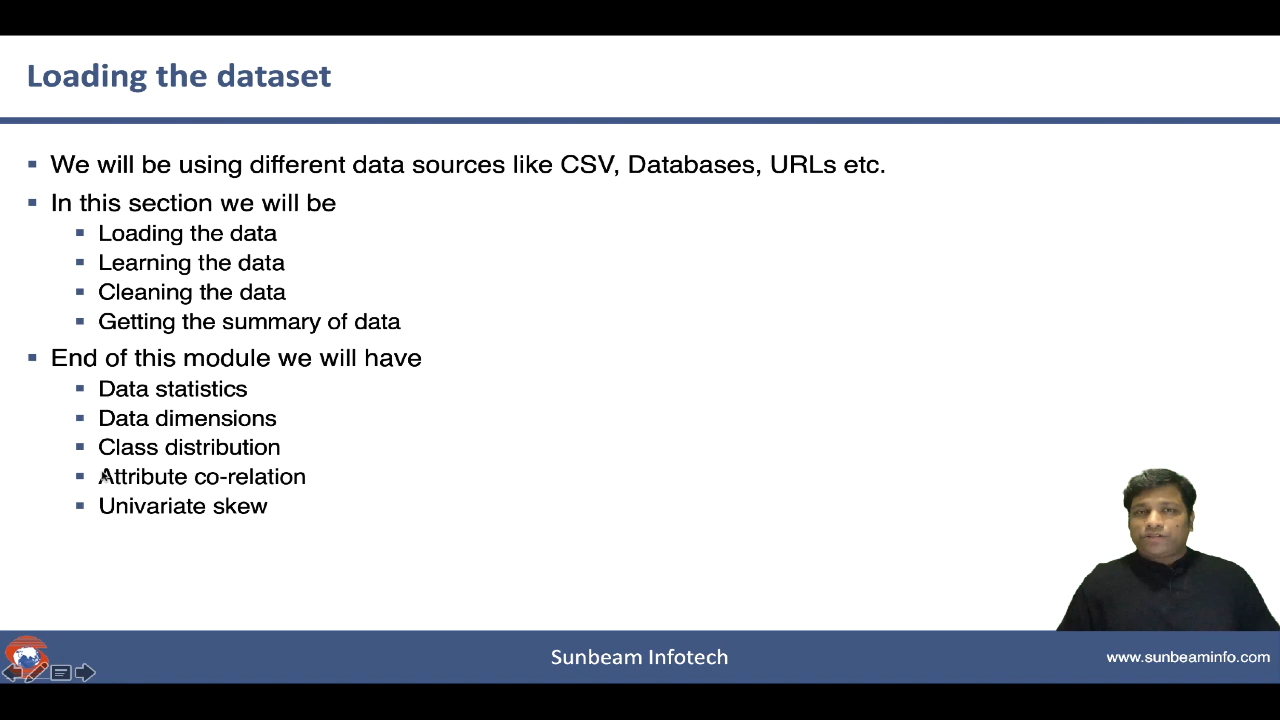 Loading the dataset
We will be using different data sources like CSV, Databases, URLs etc.
In this section we will be
Loading the data
Learning the data
Cleaning the data
Getting the summary of data
End of this module we will have
Data statistics
Data dimensions
Class distribution
Attribute co-relation
Univariate skew
Sunbeam Infotech
www.sunbeaminfo.com